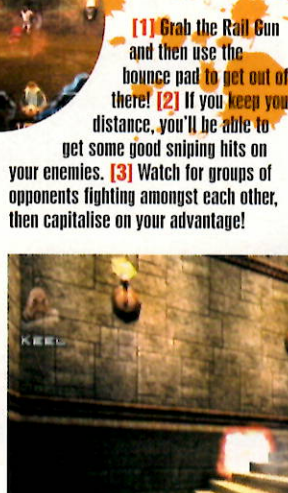 [1] Grab the Rail Gun
and then use the
bounce pad to get out of
there! [2] If you keep you
distance, you'll be able to
get some good sniping hits on
your enemies. [3] Watch for groups of
opponents fighting amongst each other,
then capitalise on your advantage!
KEEL